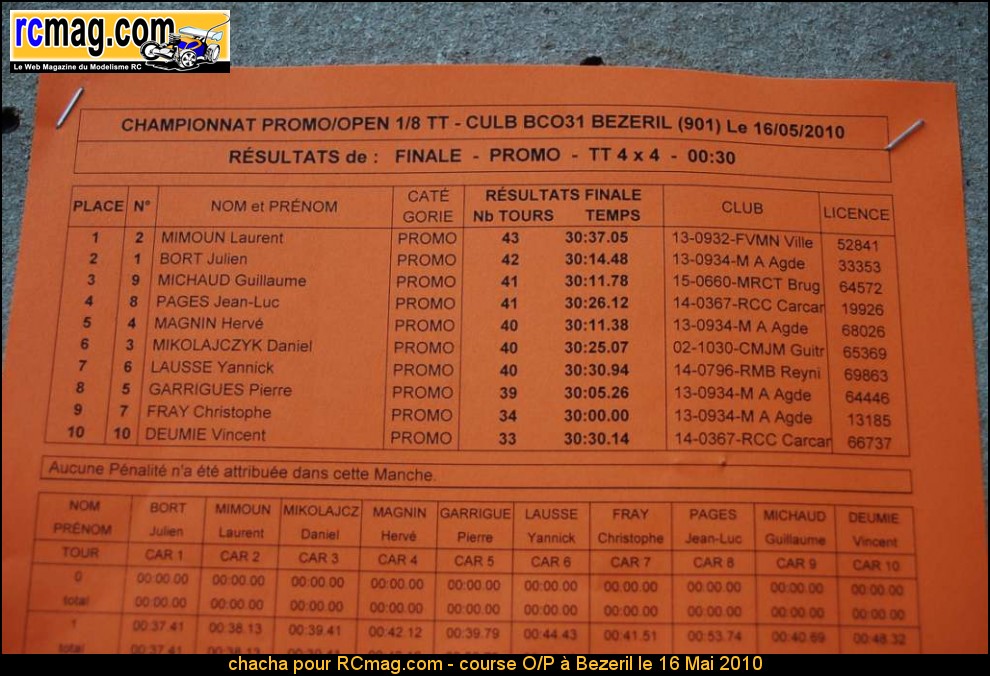 rcmag.com
Le Web Magazine du Modelisme RC
CHAMPIONNAT PROMO/OPEN 1/8 TT - CULB BCO31 BEZERIL (901) Le 16/05/2010
RÉSULTATS de : FINALE - PROMO - TT 4 x 4 - 00:30
PLACE N° NOM et PRÉNOM CATÉ GORIE RÉSULTATS FINALE CLUB LICENCE
Nb TOURS TEMPS
1 2 MIMOUN Laurent PROMO 43 30:37.05 13-0932-FVMN Ville 52841
2 1 BORT Julien PROMO 42 30:14.48 13-0934-M A Agde 33353
3 9 MICHAUD Guillaume PROMO 41 30:11.78 15-0660-MRCT Brug 64572
4 8 PAGES Jean-Luc PROMO 41 30:26.12 14-0367-RCC Carcar 19926
5 4 MAGNIN Hervé PROMO 40 30:11.38 13-0934-M A Agde 68026
6 3 MIKOLAJCZYK Daniel PROMO 40 30:25.07 02-1030-CMJM Guitr 65369
7 6 LAUSSE Yannick PROMO 40 30:30.94 14-0796-RMB Reyni 69863
8 5 GARRIGUES Pierre PROMO 39 30:05.26 13-0934-M A Agde 64446
9 7 FRAY Christophe PROMO 34 30:00.00 13-0934-M A Agde 13185
10 10 DEUMIE Vincent PROMO 33 30:30.14 14-0367-RCC Carcar 66737
Aucune Pénalité n'a été attribuée dans cette Manche.
NOM BORT MIMOUN MIKOLAJCZ MAGNIN GARRIGUE LAUSSE FRAY PAGES MICHAUD DEUMIE
PRÉNOM Julien Laurent Daniel Hervé Pierre Yannick Christophe Jean-Luc Guillaume Vincent
TOUR CAR 1 CAR 2 CAR 3 CAR 4 CAR 5 CAR 6 CAR 7 CAR 8 CAR 9 CAR 10
0 00:00.00 00:00.00 00:00.00 00:00.00 00:00.00 00:00.00 00:00.00 00:00.00 00:00.00 00:00.00
total 00:00.00 00:00.00 00:00.00 00:00.00 00:00.00 00:00.00 00:00.00 00:00.00 00:00.00 00:00.00
1 00:37.41 00:38.13 00:39.41 00:42.12 00:39.79 00:44.43 00:41.51 00:53.74 00:40.69 00:48.32
total 00:37.41 00:38.13
chacha pour RCmag.com - course O/P à Bezeril le 16 Mai 2010